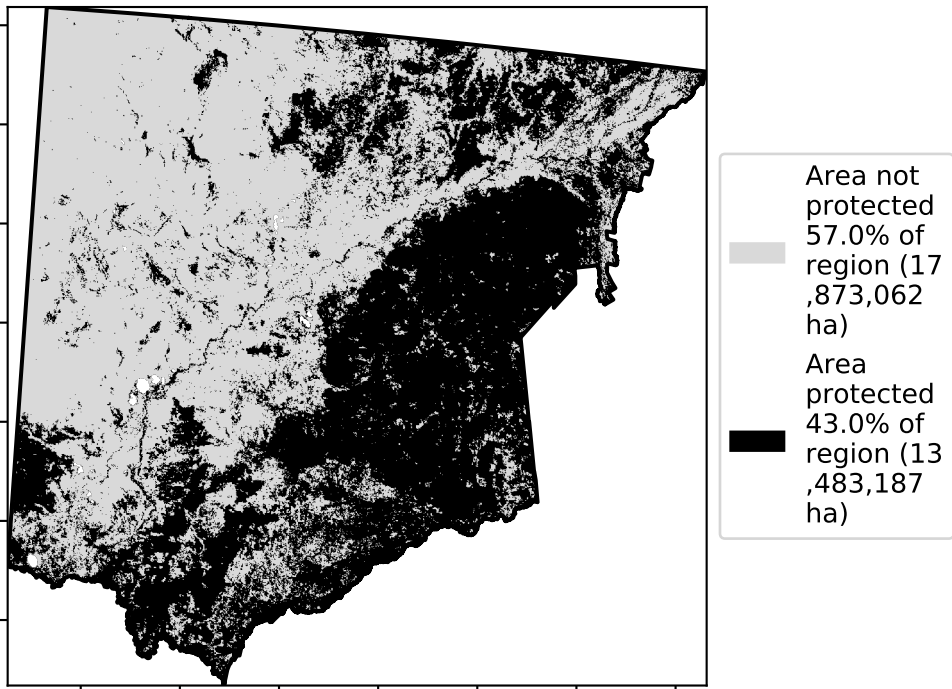 Area not
protected
57.0% of
region (17
,873,062
ha)
Area
protected
43.0% of
region (13
,483,187
ha)